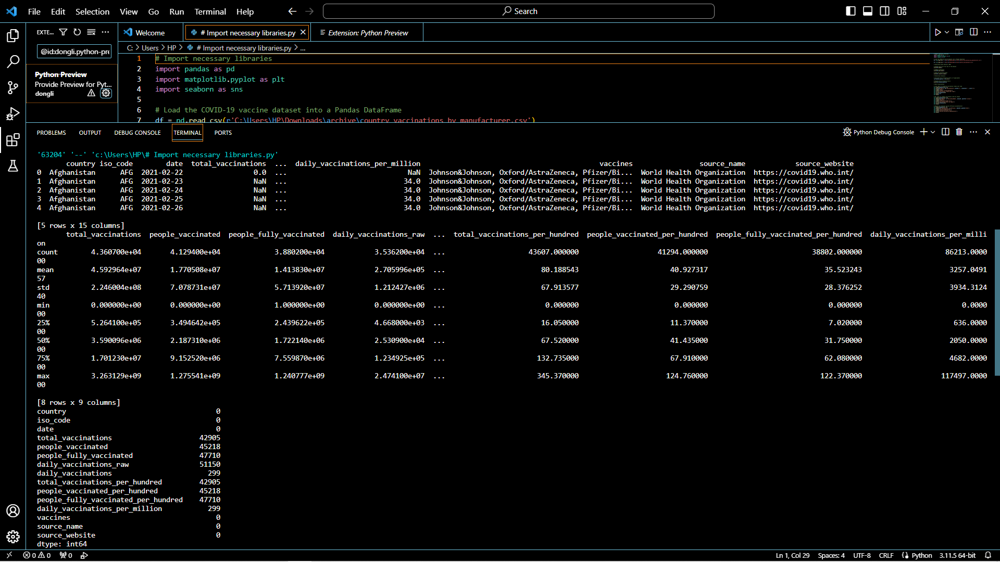 File Edit Selection View Go Run Terminal Help
Search
EXTE...
Welcome
# Import necessary libraries.py
Extension: Python Preview
@id:dongli.python-pre
C: > Users > HP > # Import necessary libraries.py > ...
Python Preview
Provide Preview for Pyt...
dongli
1 # Import necessary libraries
2 import pandas as pd
3 import matplotlib.pyplot as plt
4 import seaborn as sns
5
6 # Load the COVID-19 vaccine dataset into a Pandas DataFrame
7 df = pd.read_csv(r'C:\Users\HP\Downloads\archive\country_vaccinations_by_manufacturer.csv')
PROBLEMS OUTPUT DEBUG CONSOLE TERMINAL PORTS
Python Debug Console
'63204' '--' 'c:\Users\HP\# Import necessary libraries.py'
country iso_code date total_vaccinations ... daily_vaccinations_per_million vaccines source_name source_website
0 Afghanistan AFG 2021-02-22 0.0 ... NaN Johnson&Johnson, Oxford/AstraZeneca, Pfizer/Bi... World Health Organization https://covid19.who.int/
1 Afghanistan AFG 2021-02-23 NaN ... 34.0 Johnson&Johnson, Oxford/AstraZeneca, Pfizer/Bi... World Health Organization https://covid19.who.int/
2 Afghanistan AFG 2021-02-24 NaN ... 34.0 Johnson&Johnson, Oxford/AstraZeneca, Pfizer/Bi... World Health Organization https://covid19.who.int/
3 Afghanistan AFG 2021-02-25 NaN ... 34.0 Johnson&Johnson, Oxford/AstraZeneca, Pfizer/Bi... World Health Organization https://covid19.who.int/
4 Afghanistan AFG 2021-02-26 NaN ... 34.0 Johnson&Johnson, Oxford/AstraZeneca, Pfizer/Bi... World Health Organization https://covid19.who.int/
[5 rows x 15 columns]
total_vaccinations people_vaccinated people_fully_vaccinated daily_vaccinations_raw ... total_vaccinations_per_hundred people_vaccinated_per_hundred people_fully_vaccinated_per_hundred daily_vaccinations_per_milli
on
count 4.360700e+04 4.129400e+04 3.880200e+04 3.536200e+04 ... 43607.000000 41294.000000 38802.000000 86213.0000
00
mean 4.592964e+07 1.770508e+07 1.413830e+07 2.705996e+05 ... 80.188543 40.927317 35.523243 3257.0491
57
std 2.246004e+08 7.078731e+07 5.713920e+07 1.212427e+06 ... 67.913577 29.290759 28.376252 3934.3124
40
min 0.000000e+00 0.000000e+00 1.000000e+00 0.000000e+00 ... 0.000000 0.000000 0.000000 0.0000
00
25% 5.264100e+05 3.494642e+05 2.439622e+05 4.668000e+03 ... 16.050000 11.370000 7.020000 636.0000
00
50% 3.590096e+06 2.187310e+06 1.722140e+06 2.530900e+04 ... 67.520000 41.435000 31.750000 2050.0000
00
75% 1.701230e+07 9.152520e+06 7.559870e+06 1.234925e+05 ... 132.735000 67.910000 62.080000 4682.0000
00
max 3.263129e+09 1.275541e+09 1.240777e+09 2.474100e+07 ... 345.370000 124.760000 122.370000 117497.0000
00
[8 rows x 9 columns]
country 0
iso_code 0
date 0
total_vaccinations 42905
people_vaccinated 45218
people_fully_vaccinated 47710
daily_vaccinations_raw 51150
daily_vaccinations 299
total_vaccinations_per_hundred 42905
people_vaccinated_per_hundred 45218
people_fully_vaccinated_per_hundred 47710
daily_vaccinations_per_million 299
vaccines 0
source_name 0
source_website 0
dtype: int64
0 0 0
Ln 1, Col 29 Spaces: 4 UTF-8 CRLF Python 3.11.5 64-bit